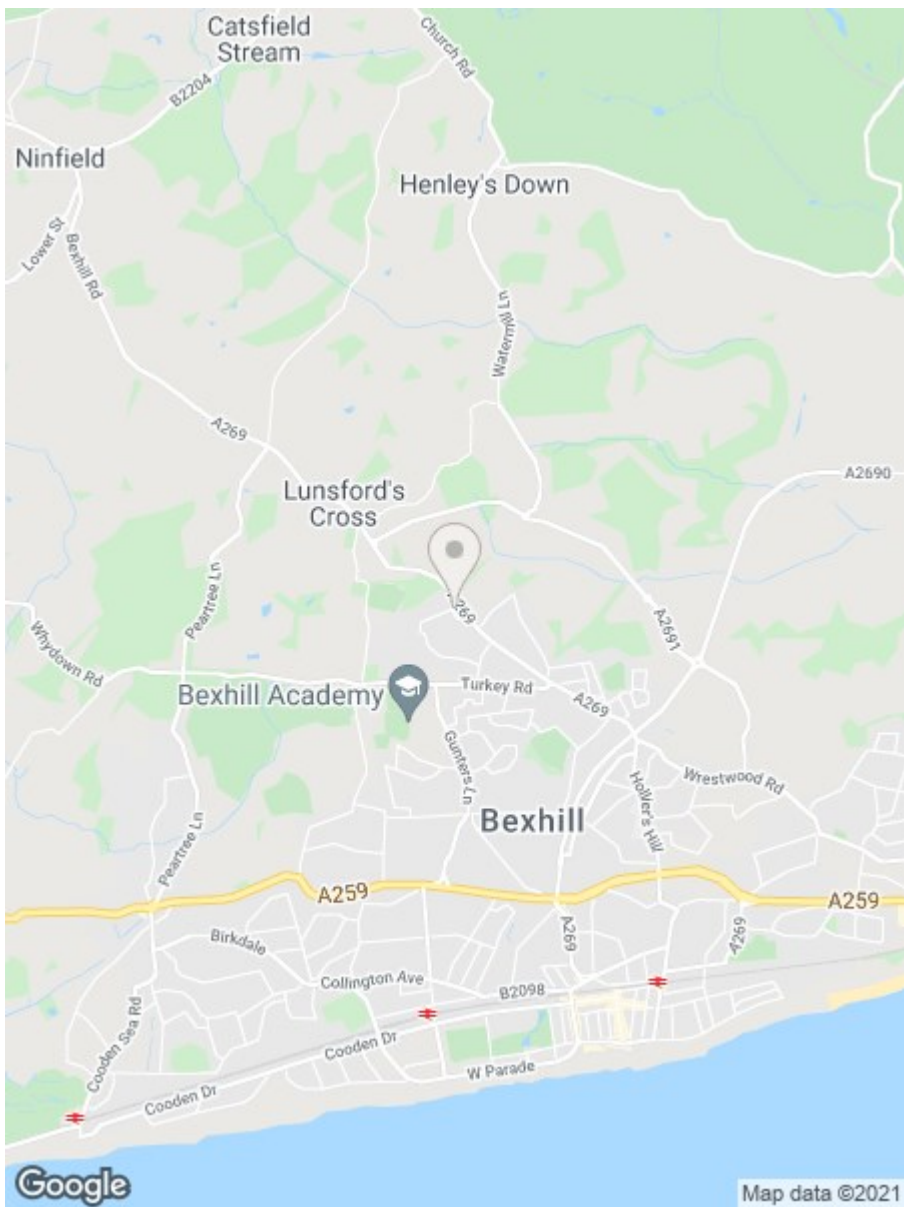 Catsfield
Stream
Church Rd
B2204
Ninfield
Henley's Down
Lower St
Bexhill Rd
Watermill Ln
A269
A2690
Lunsford's
Cross
Peartree Ln
A269
Whydown Rd
A2691
Bexhill Academy
Turkey Rd
A269
Gunters Ln
Holliers Hill
Wrestwood Rd
Bexhill
Peartree Ln
A259
A259
A269
A269
Birkdale
Collington Ave
B2098
Cooden Sea Rd
Cooden Dr
W Parade
Cooden Dr
Google
Map data ©2021